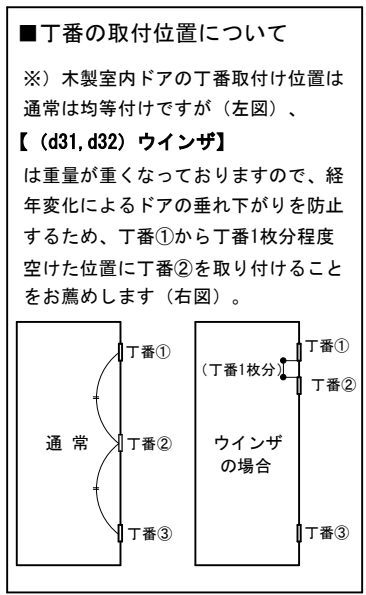 ■丁番の取付位置について
※）木製室内ドアの丁番取付け位置は
通常は均等付けですが（左図）、
【（d31,d32）ウインザ】
は重量が重くなっておりますので、経
年変化によるドアの垂れ下がりを防止
するため、丁番①から丁番1枚分程度
空けた位置に丁番②を取り付けること
をお薦めします（右図）。
丁番①
通 常
丁番②
丁番③
丁番①
（丁番1枚分）
丁番②
ウインザ
の場合
丁番③